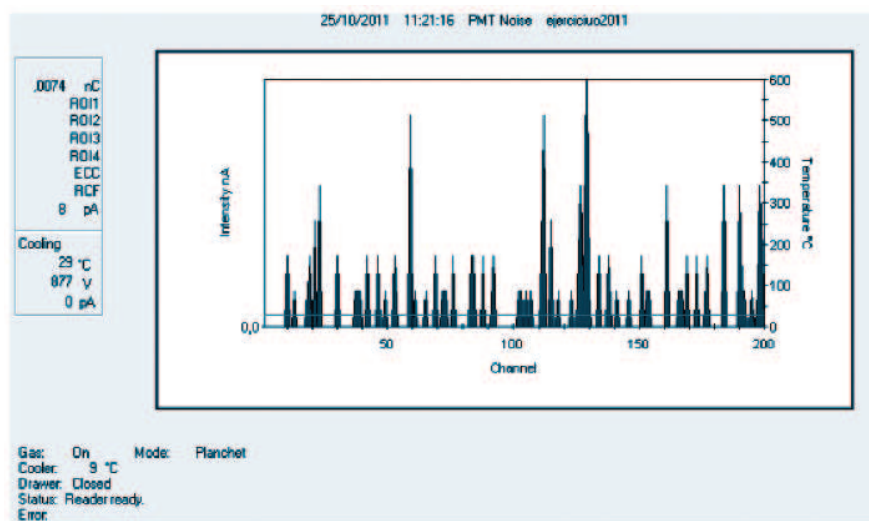 25/10/2011 11:21:16 PMT Noise ejerciciuo2011
.0074 nC
ROI1
ROI2
ROI3
ROI4
ECC
RCF
8 pA
Cooling
29 °C
877 V
0 pA
Intensity nA
0,0
50
100
150
200
Channel
600
500
400
300
200
100
0
Temperature °C
Gas: On Mode: Planchet
Cooler: 9 °C
Drawer: Closed
Status: Reader ready.
Error: